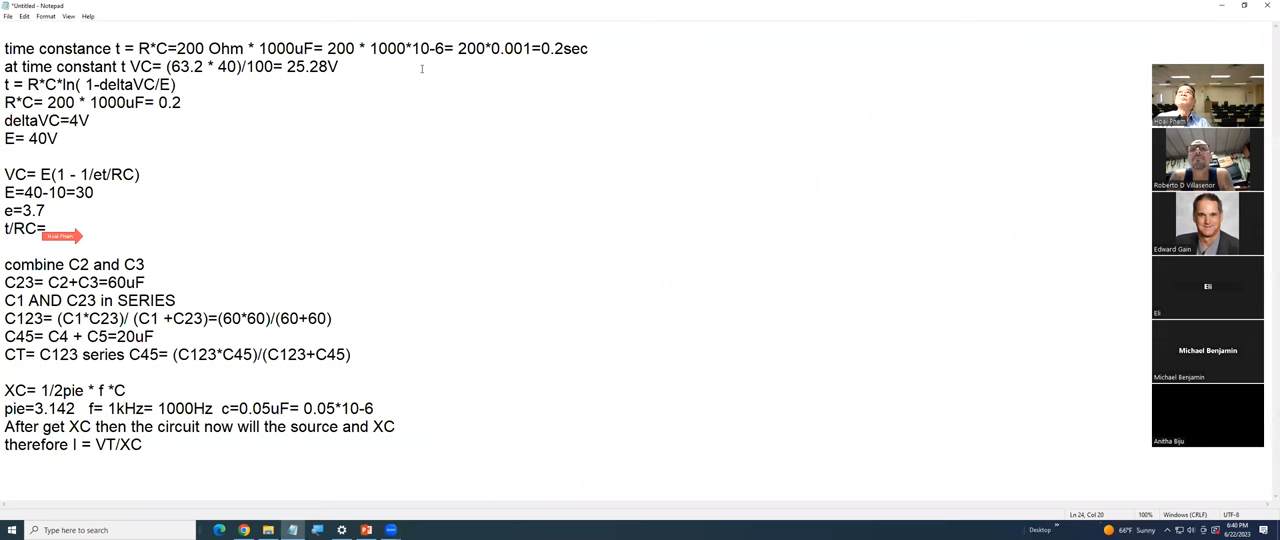 *Untitled - Notepad
File Edit Format View Help
time constance t = R*C=200 Ohm * 1000uF= 200 * 1000*10-6= 200*0.001=0.2sec
at time constant t VC= (63.2 * 40)/100= 25.28V
t = R*C*ln( 1-deltaVC/E)
R*C= 200 * 1000uF= 0.2
deltaVC=4V
E= 40V
VC= E(1 - 1/et/RC)
E=40-10=30
e=3.7
t/RC=
Hoai Pham
combine C2 and C3
C23= C2+C3=60uF
C1 AND C23 in SERIES
C123= (C1*C23)/ (C1 +C23)=(60*60)/(60+60)
C45= C4 + C5=20uF
CT= C123 series C45= (C123*C45)/(C123+C45)
XC= 1/2pie * f *C
pie=3.142 f= 1kHz= 1000Hz c=0.05uF= 0.05*10-6
After get XC then the circuit now will the source and XC
therefore I = VT/XC
Hoai Pham
Roberto D Villasenor
Edward Gain
Eli
Eli
Michael Benjamin
Michael Benjamin
Anitha Biju
Ln 24, Col 20 100% Windows (CRLF) UTF-8
Type here to search
Desktop
66°F Sunny
6:40 PM
6/22/2023